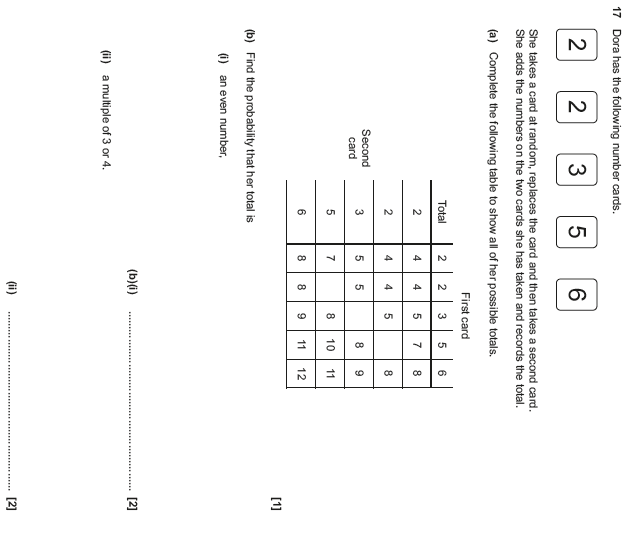 17 Dora has the following number cards.
2 2 3 5 6
She takes a card at random, replaces the card and then takes a second card.
She adds the numbers on the two cards she has taken and records the total.
(a) Complete the following table to show all of her possible totals.
First card
Total 2 2 3 5 6
2 4 4 5 7 8
2 4 4 5 8
Second
card
3 5 5 8 9
5 7 8 10 11
6 8 8 9 11 12
[1]
(b) Find the probability that her total is
(i) an even number,
(b)(i) ................................................ [2]
(ii) a multiple of 3 or 4.
(ii) ................................................ [2]